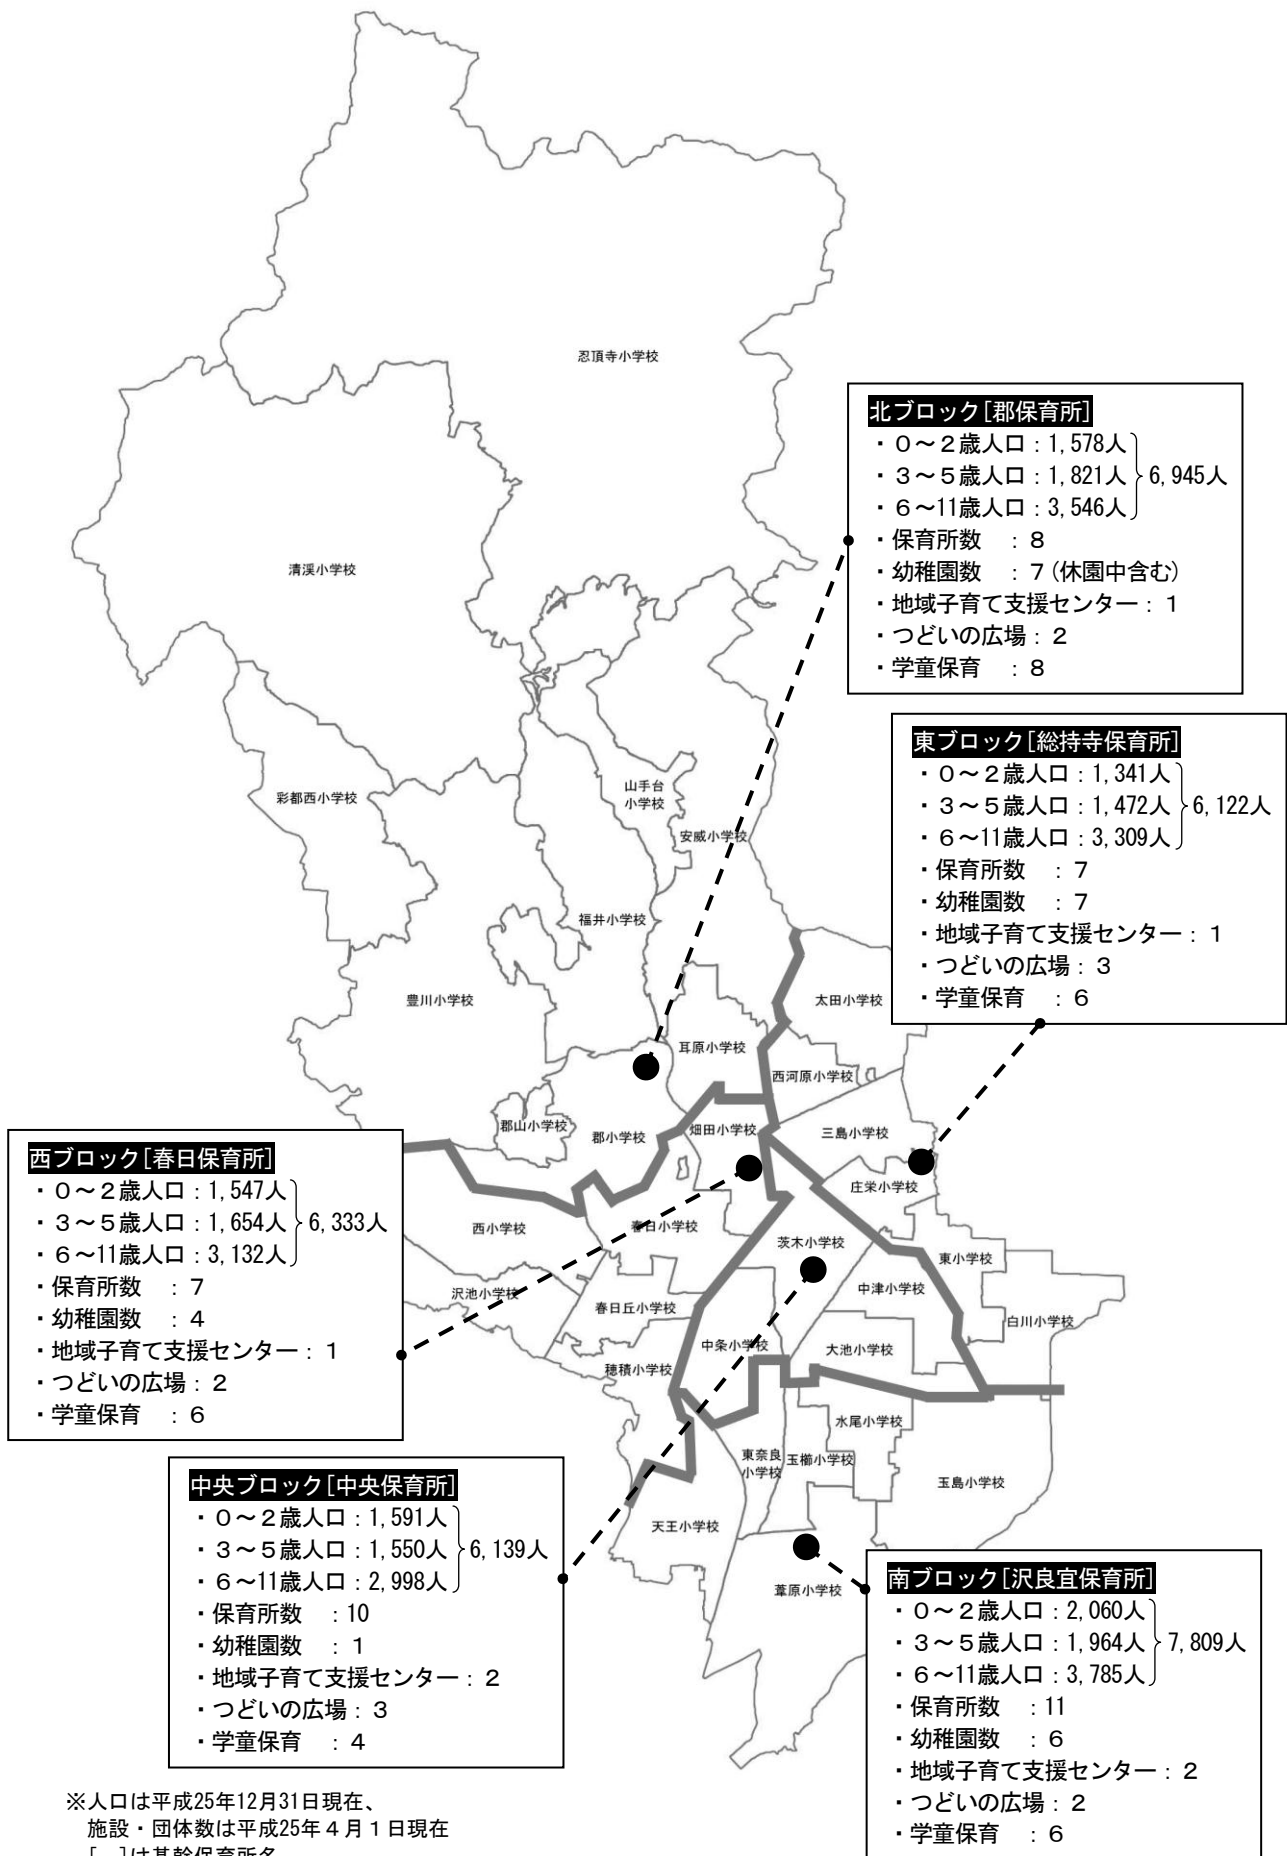 忍頂寺小学校
清渓小学校
彩都西小学校
山手台
小学校
安威小学校
福井小学校
豊川小学校
太田小学校
耳原小学校
西河原小学校
郡山小学校
郡小学校
畑田小学校
三島小学校
庄栄小学校
西小学校
春日小学校
茨木小学校
東小学校
中津小学校
沢池小学校
春日丘小学校
白川小学校
中条小学校
大池小学校
穂積小学校
水尾小学校
東奈良
小学校
玉櫛小学校
玉島小学校
天王小学校
葦原小学校
北ブロック[郡保育所]
・０～２歳人口：1,578人
・３～５歳人口：1,821人 6,945人
・６～11歳人口：3,546人
・保育所数　：８
・幼稚園数　：７(休園中含む)
・地域子育て支援センター：１
・つどいの広場：２
・学童保育　：８
東ブロック[総持寺保育所]
・０～２歳人口：1,341人
・３～５歳人口：1,472人 6,122人
・６～11歳人口：3,309人
・保育所数　：７
・幼稚園数　：７
・地域子育て支援センター：１
・つどいの広場：３
・学童保育　：６
西ブロック[春日保育所]
・０～２歳人口：1,547人
・３～５歳人口：1,654人 6,333人
・６～11歳人口：3,132人
・保育所数　：７
・幼稚園数　：４
・地域子育て支援センター：１
・つどいの広場：２
・学童保育　：６
中央ブロック[中央保育所]
・０～２歳人口：1,591人
・３～５歳人口：1,550人 6,139人
・６～11歳人口：2,998人
・保育所数　：10
・幼稚園数　：１
・地域子育て支援センター：２
・つどいの広場：３
・学童保育　：４
南ブロック[沢良宜保育所]
・０～２歳人口：2,060人
・３～５歳人口：1,964人 7,809人
・６～11歳人口：3,785人
・保育所数　：11
・幼稚園数　：６
・地域子育て支援センター：２
・つどいの広場：２
・学童保育　：６
※人口は平成25年12月31日現在、
施設・団体数は平成25年４月１日現在
[　]は基幹保育所名